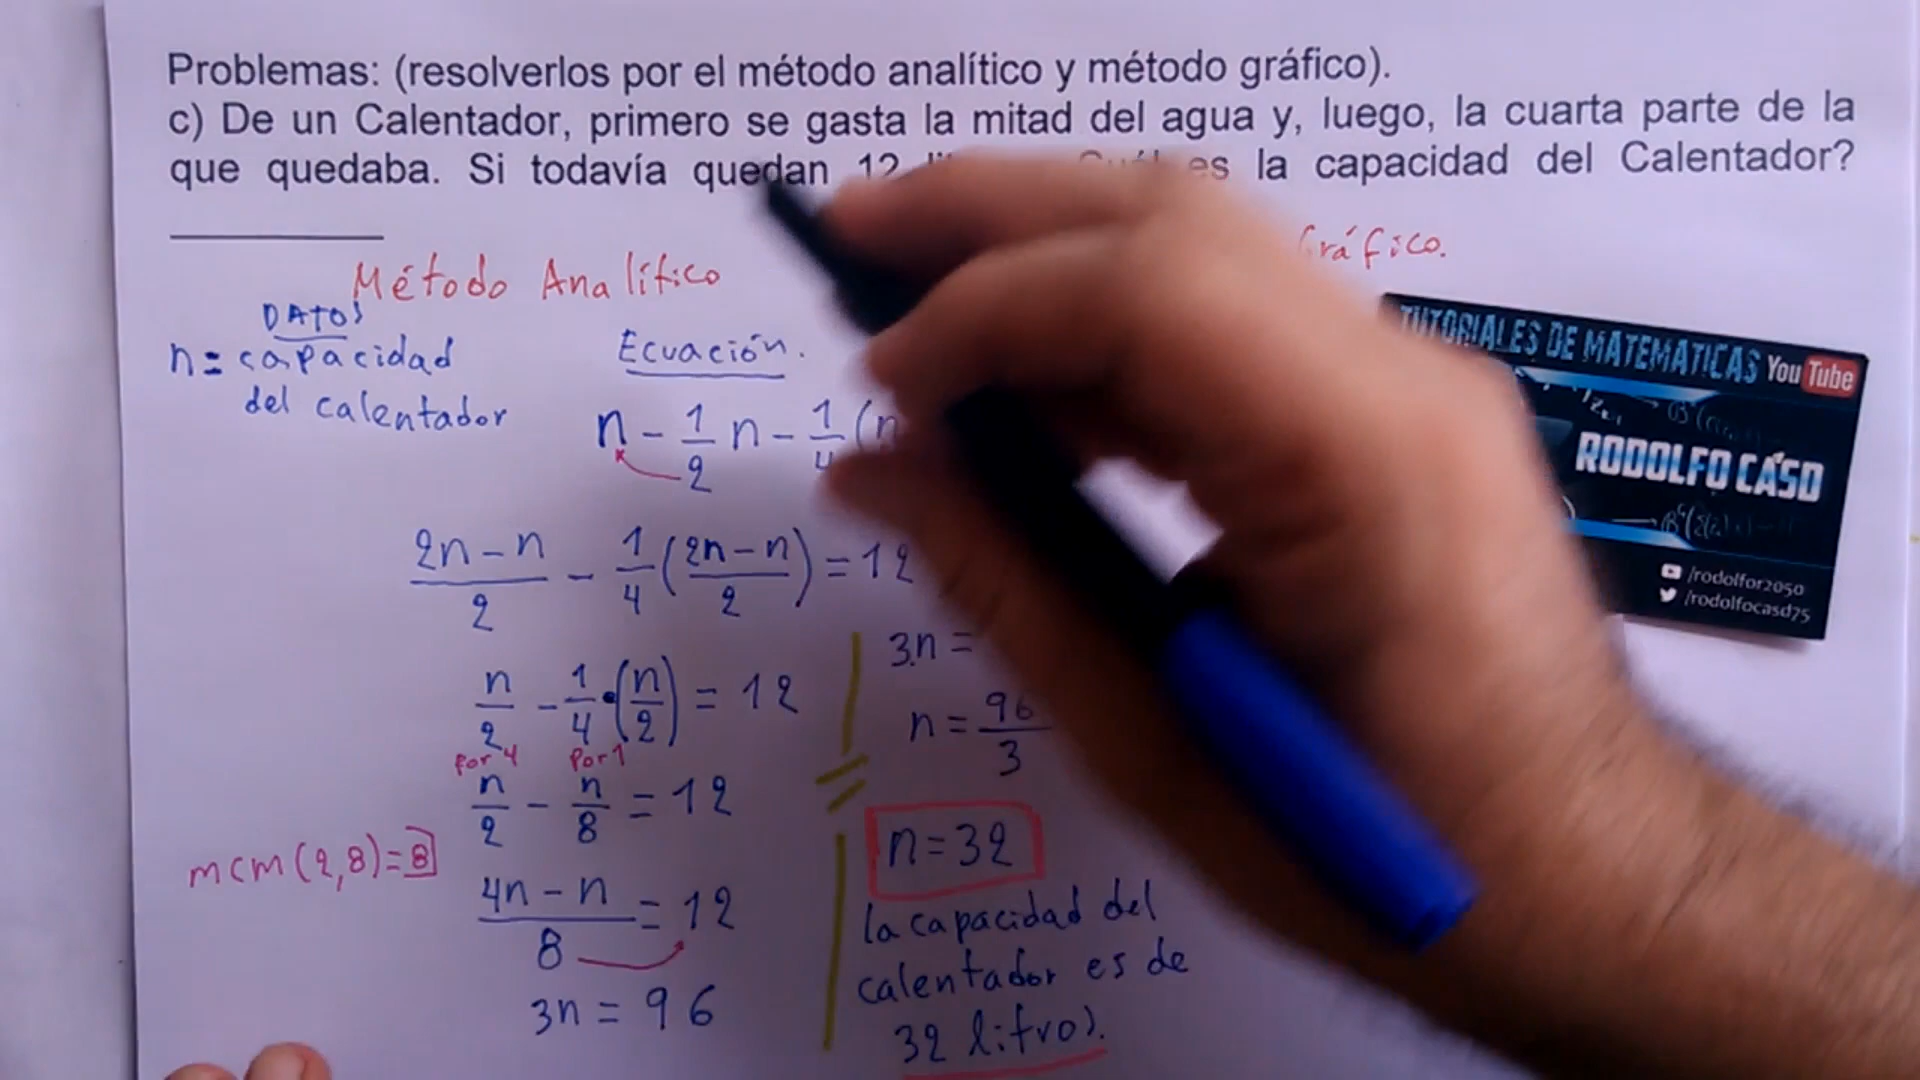 Problemas: (resolverlos por el método analítico y método gráfico).
c) De un Calentador, primero se gasta la mitad del agua y, luego, la cuarta parte de la
que quedaba. Si todavía quedan 12 es la capacidad del Calentador?
Método Analítico
Gráfico.
DATOS
n = capacidad
del calentador
Ecuación.
n - 1/2 n - 1/4 (n
(2n - n)/2 - 1/4 ((2n - n)/2) = 12
n/2 - 1/4 · (n/2) = 12
por 4 por 1
n/2 - n/8 = 12
mcm (2,8) = 8
(4n - n)/8 = 12
3n = 96
3n =
n = 96/3
n = 32
la capacidad del
calentador es de
32 litros.
TUTORIALES DE MATEMATICAS YouTube
RODOLFO CASD
/rodolfor2050
/rodolfocasd75